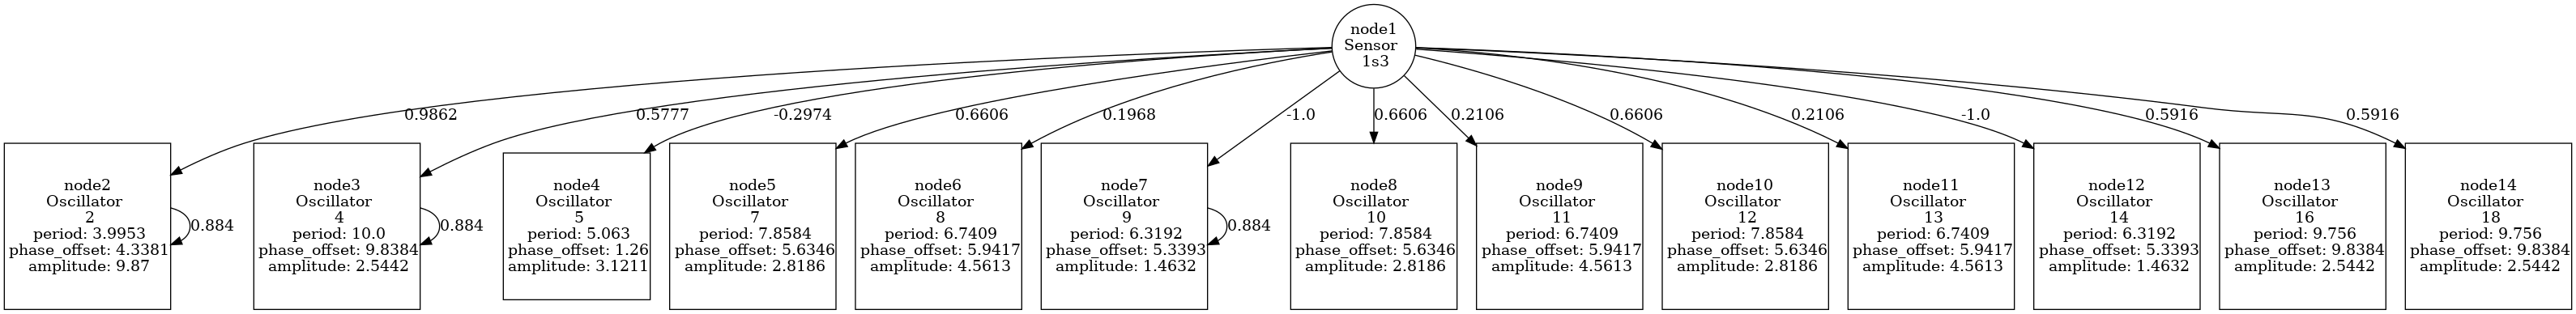 node1
Sensor
1s3
0.9862
0.5777
-0.2974
0.6606
0.1968
-1.0
0.6606
0.2106
0.6606
0.2106
-1.0
0.5916
0.5916
node2
Oscillator
2
period: 3.9953
phase_offset: 4.3381
amplitude: 9.87
0.884
node3
Oscillator
4
period: 10.0
phase_offset: 9.8384
amplitude: 2.5442
0.884
node4
Oscillator
5
period: 5.063
phase_offset: 1.26
amplitude: 3.1211
node5
Oscillator
7
period: 7.8584
phase_offset: 5.6346
amplitude: 2.8186
node6
Oscillator
8
period: 6.7409
phase_offset: 5.9417
amplitude: 4.5613
node7
Oscillator
9
period: 6.3192
phase_offset: 5.3393
amplitude: 1.4632
0.884
node8
Oscillator
10
period: 7.8584
phase_offset: 5.6346
amplitude: 2.8186
node9
Oscillator
11
period: 6.7409
phase_offset: 5.9417
amplitude: 4.5613
node10
Oscillator
12
period: 7.8584
phase_offset: 5.6346
amplitude: 2.8186
node11
Oscillator
13
period: 6.7409
phase_offset: 5.9417
amplitude: 4.5613
node12
Oscillator
14
period: 6.3192
phase_offset: 5.3393
amplitude: 1.4632
node13
Oscillator
16
period: 9.756
phase_offset: 9.8384
amplitude: 2.5442
node14
Oscillator
18
period: 9.756
phase_offset: 9.8384
amplitude: 2.5442